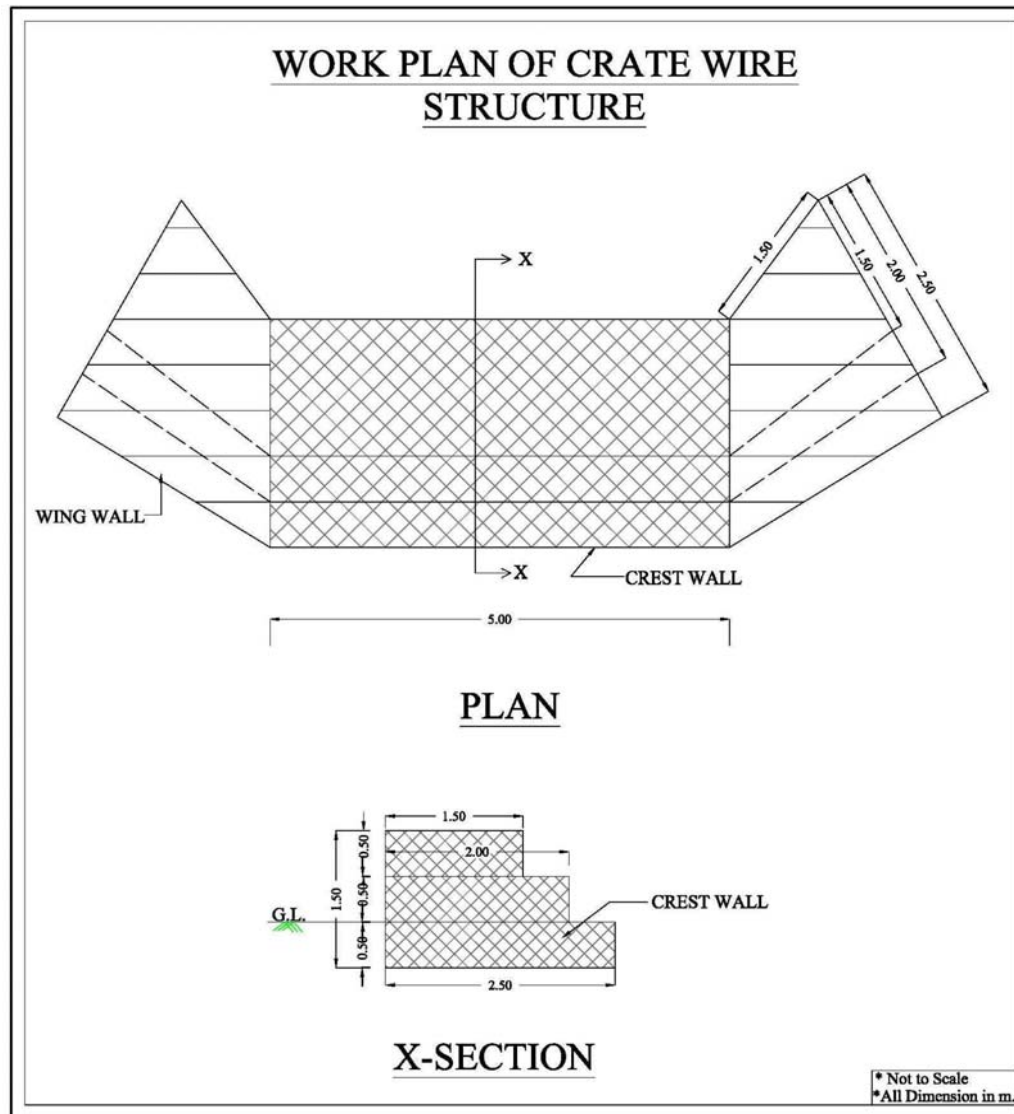 WORK PLAN OF CRATE WIRE
STRUCTURE
X
1.50
1.50
2.00
2.50
WING WALL
X
CREST WALL
5.00
PLAN
1.50
0.50
2.00
1.50
0.50
CREST WALL
G.L.
0.50
2.50
X-SECTION
* Not to Scale
*All Dimension in m.